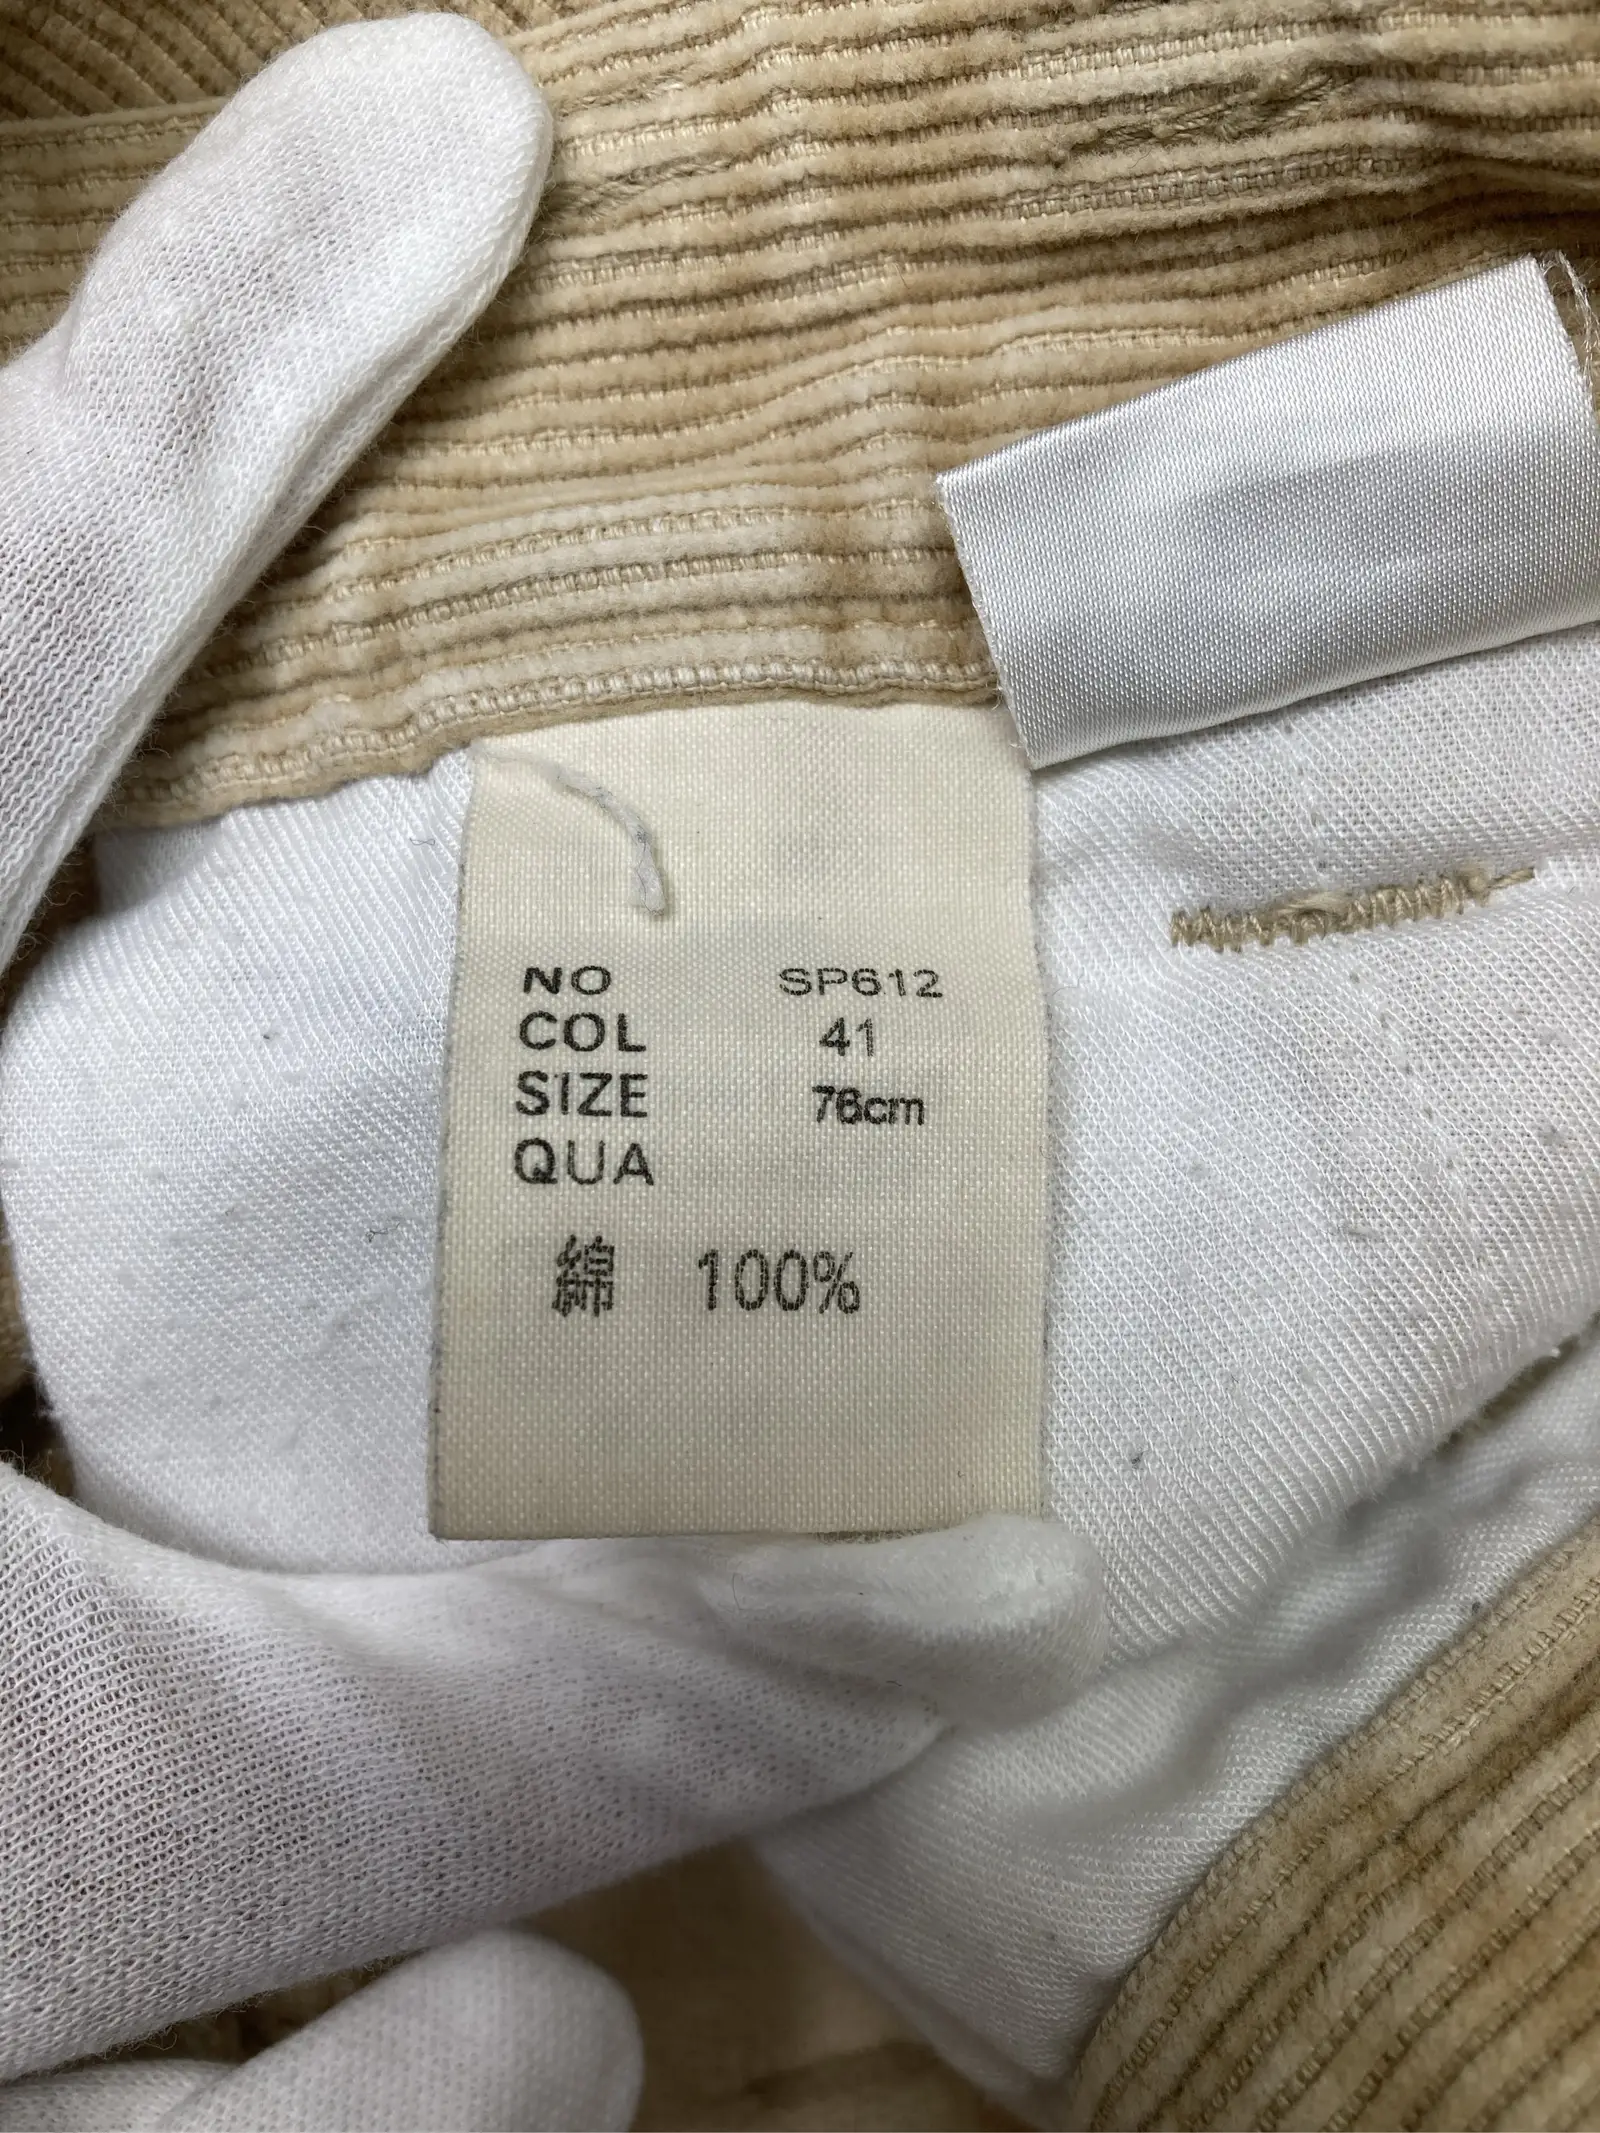 NO SP612
COL 41
SIZE 76cm
QUA
綿 100%